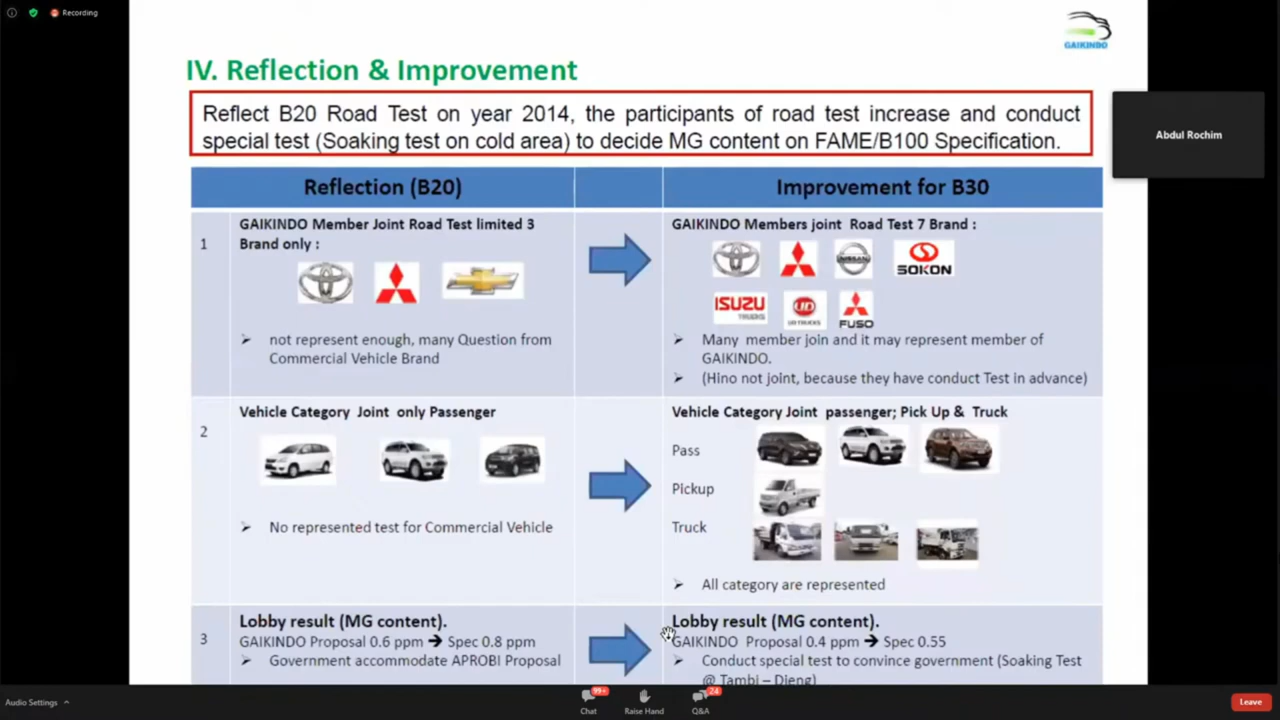 Recording
GAIKINDO
IV. Reflection & Improvement
Reflect B20 Road Test on year 2014, the participants of road test increase and conduct
special test (Soaking test on cold area) to decide MG content on FAME/B100 Specification.
Abdul Rochim
Reflection (B20)
Improvement for B30
1
GAIKINDO Member Joint Road Test limited 3
Brand only :
➢ not represent enough, many Question from
Commercial Vehicle Brand
GAIKINDO Members joint Road Test 7 Brand :
NISSAN
SOKON
ISUZU
TRUCKS
UD
UD TRUCKS
FUSO
➢ Many member join and it may represent member of
GAIKINDO.
➢ (Hino not joint, because they have conduct Test in advance)
2
Vehicle Category Joint only Passenger
➢ No represented test for Commercial Vehicle
Vehicle Category Joint passenger; Pick Up & Truck
Pass
Pickup
Truck
➢ All category are represented
3
Lobby result (MG content).
GAIKINDO Proposal 0.6 ppm ➔ Spec 0.8 ppm
➢ Government accommodate APROBI Proposal
Lobby result (MG content).
GAIKINDO Proposal 0.4 ppm ➔ Spec 0.55
➢ Conduct special test to convince government (Soaking Test
@ Tambi – Dieng)
Audio Settings
99+
Chat
Raise Hand
24
Q&A
Leave